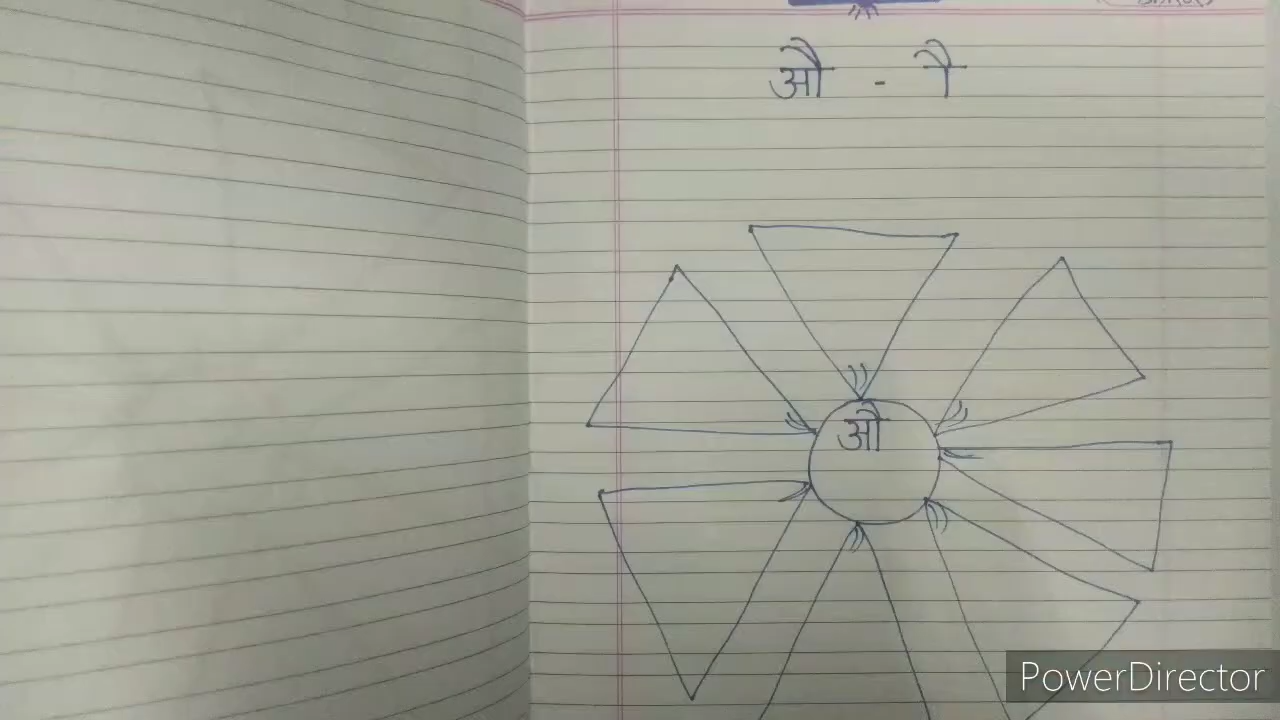 औ - ौ
औ
PowerDirector